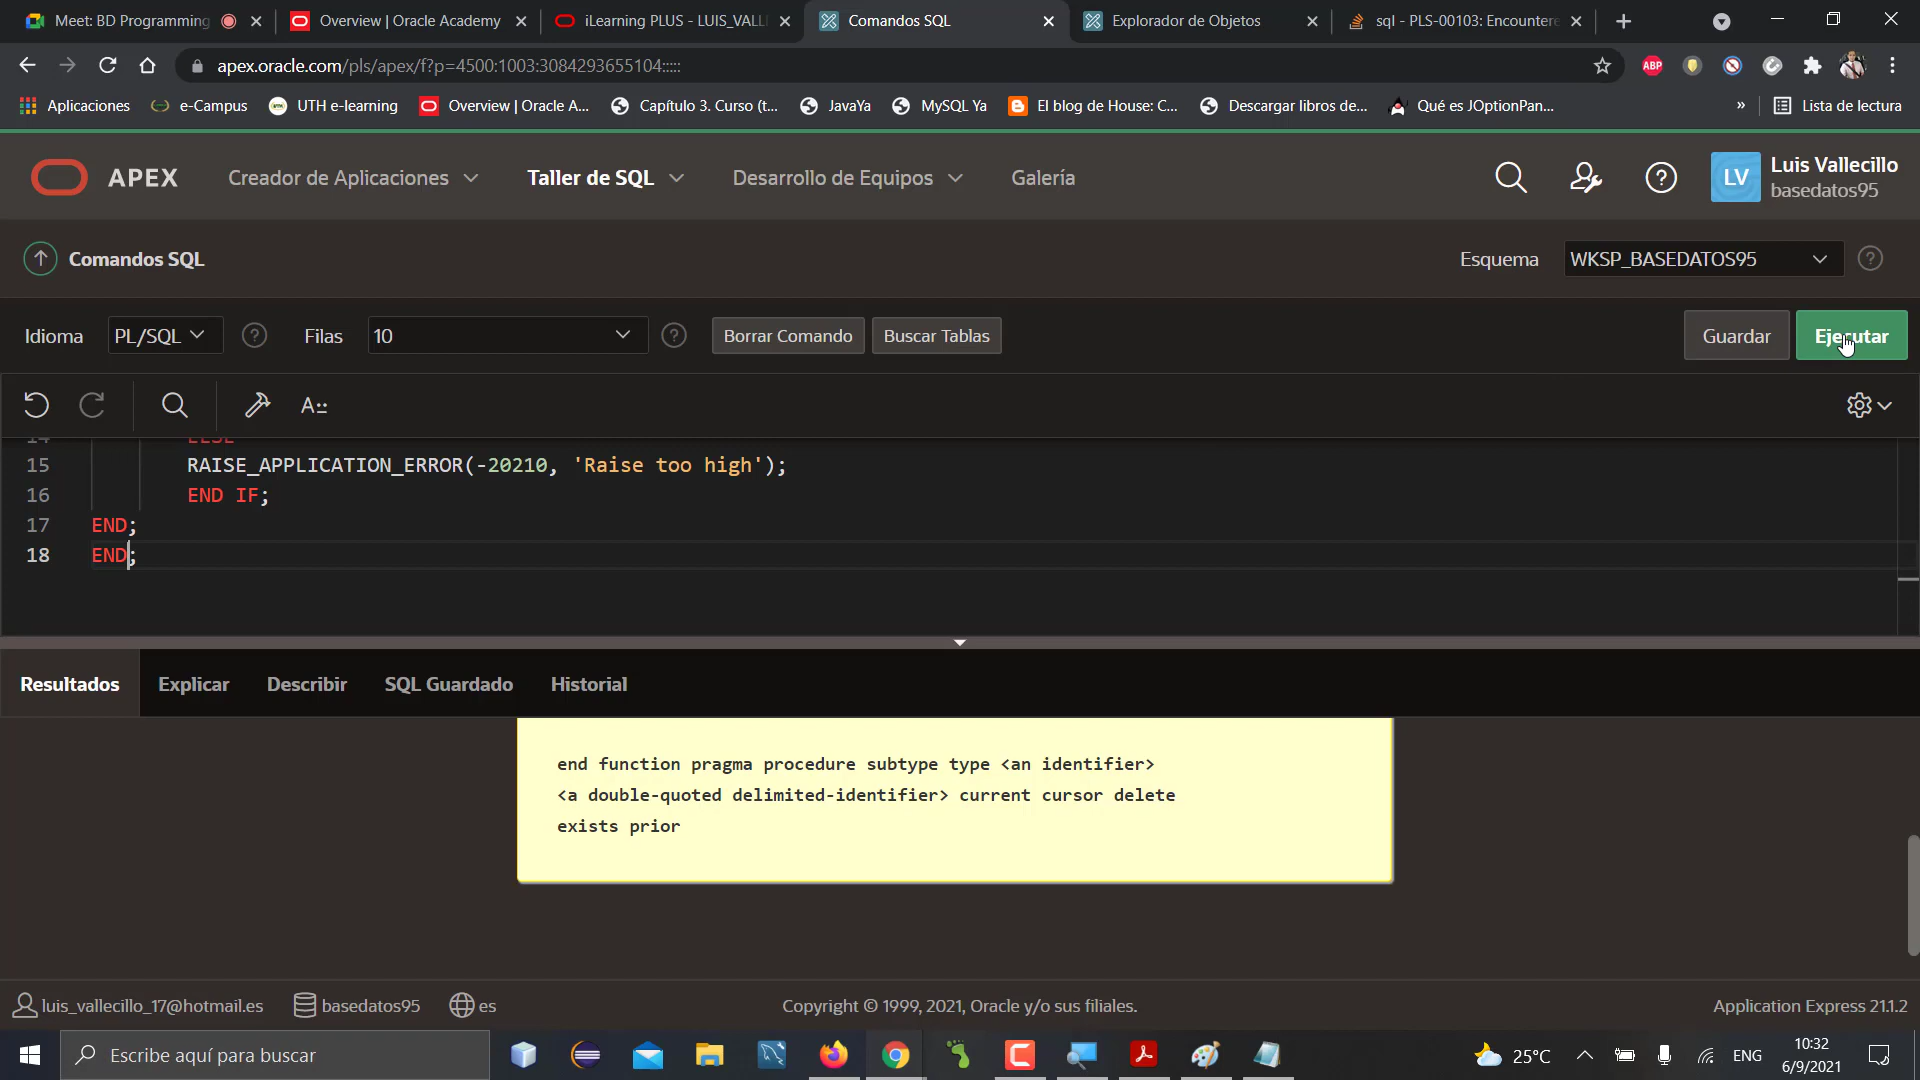 Meet: BD Programming
Overview | Oracle Academy
iLearning PLUS - LUIS_VALLE
Comandos SQL
Explorador de Objetos
sql - PLS-00103: Encountere
apex.oracle.com/pls/apex/f?p=4500:1003:3084293655104:::::
ABP
Aplicaciones
e-Campus
UTH e-learning
Overview | Oracle A...
Capítulo 3. Curso (t...
JavaYa
MySQL Ya
El blog de House: C...
Descargar libros de...
Qué es JOptionPan...
»
Lista de lectura
APEX
Creador de Aplicaciones
Taller de SQL
Desarrollo de Equipos
Galería
LV
Luis Vallecillo
basedatos95
Comandos SQL
Esquema
WKSP_BASEDATOS95
Idioma
PL/SQL
Filas
10
Borrar Comando
Buscar Tablas
Guardar
Ejecutar
A::
14 ELSE
15 RAISE_APPLICATION_ERROR(-20210, 'Raise too high');
16 END IF;
17 END;
18 END;
Resultados
Explicar
Describir
SQL Guardado
Historial
end function pragma procedure subtype type <an identifier>
<a double-quoted delimited-identifier> current cursor delete
exists prior
luis_vallecillo_17@hotmail.es
basedatos95
es
Copyright © 1999, 2021, Oracle y/o sus filiales.
Application Express 21.1.2
Escribe aquí para buscar
25°C
ENG
10:32
6/9/2021